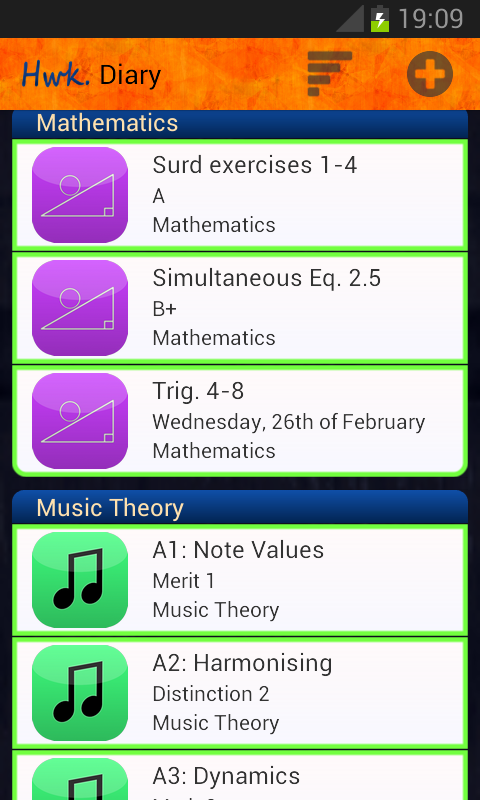 19:09
Hwk. Diary
Mathematics
Surd exercises 1-4
A
Mathematics
Simultaneous Eq. 2.5
B+
Mathematics
Trig. 4-8
Wednesday, 26th of February
Mathematics
Music Theory
A1: Note Values
Merit 1
Music Theory
A2: Harmonising
Distinction 2
Music Theory
A3: Dynamics